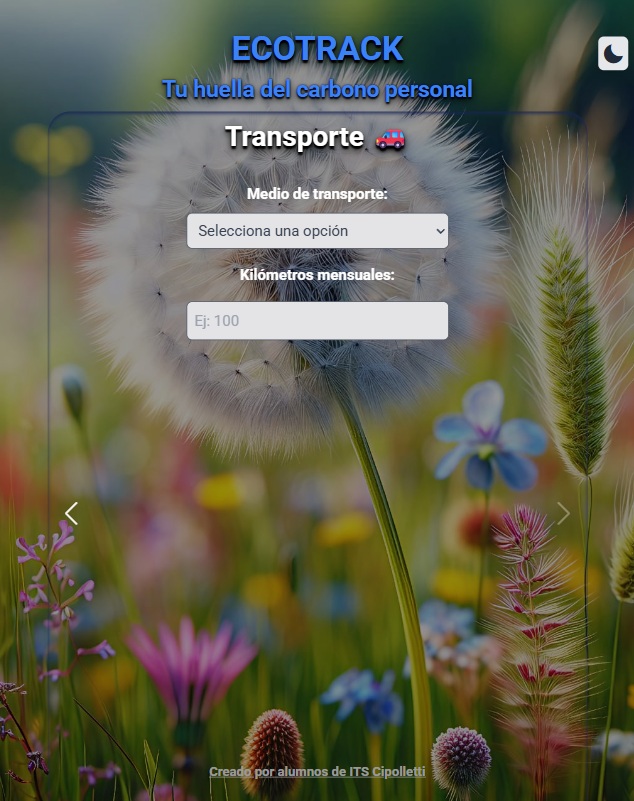 ECOTRACK
Tu huella del carbono personal
Transporte
Medio de transporte:
Selecciona una opción
Kilómetros mensuales:
Ej: 100
Creado por alumnos de ITS Cipolletti